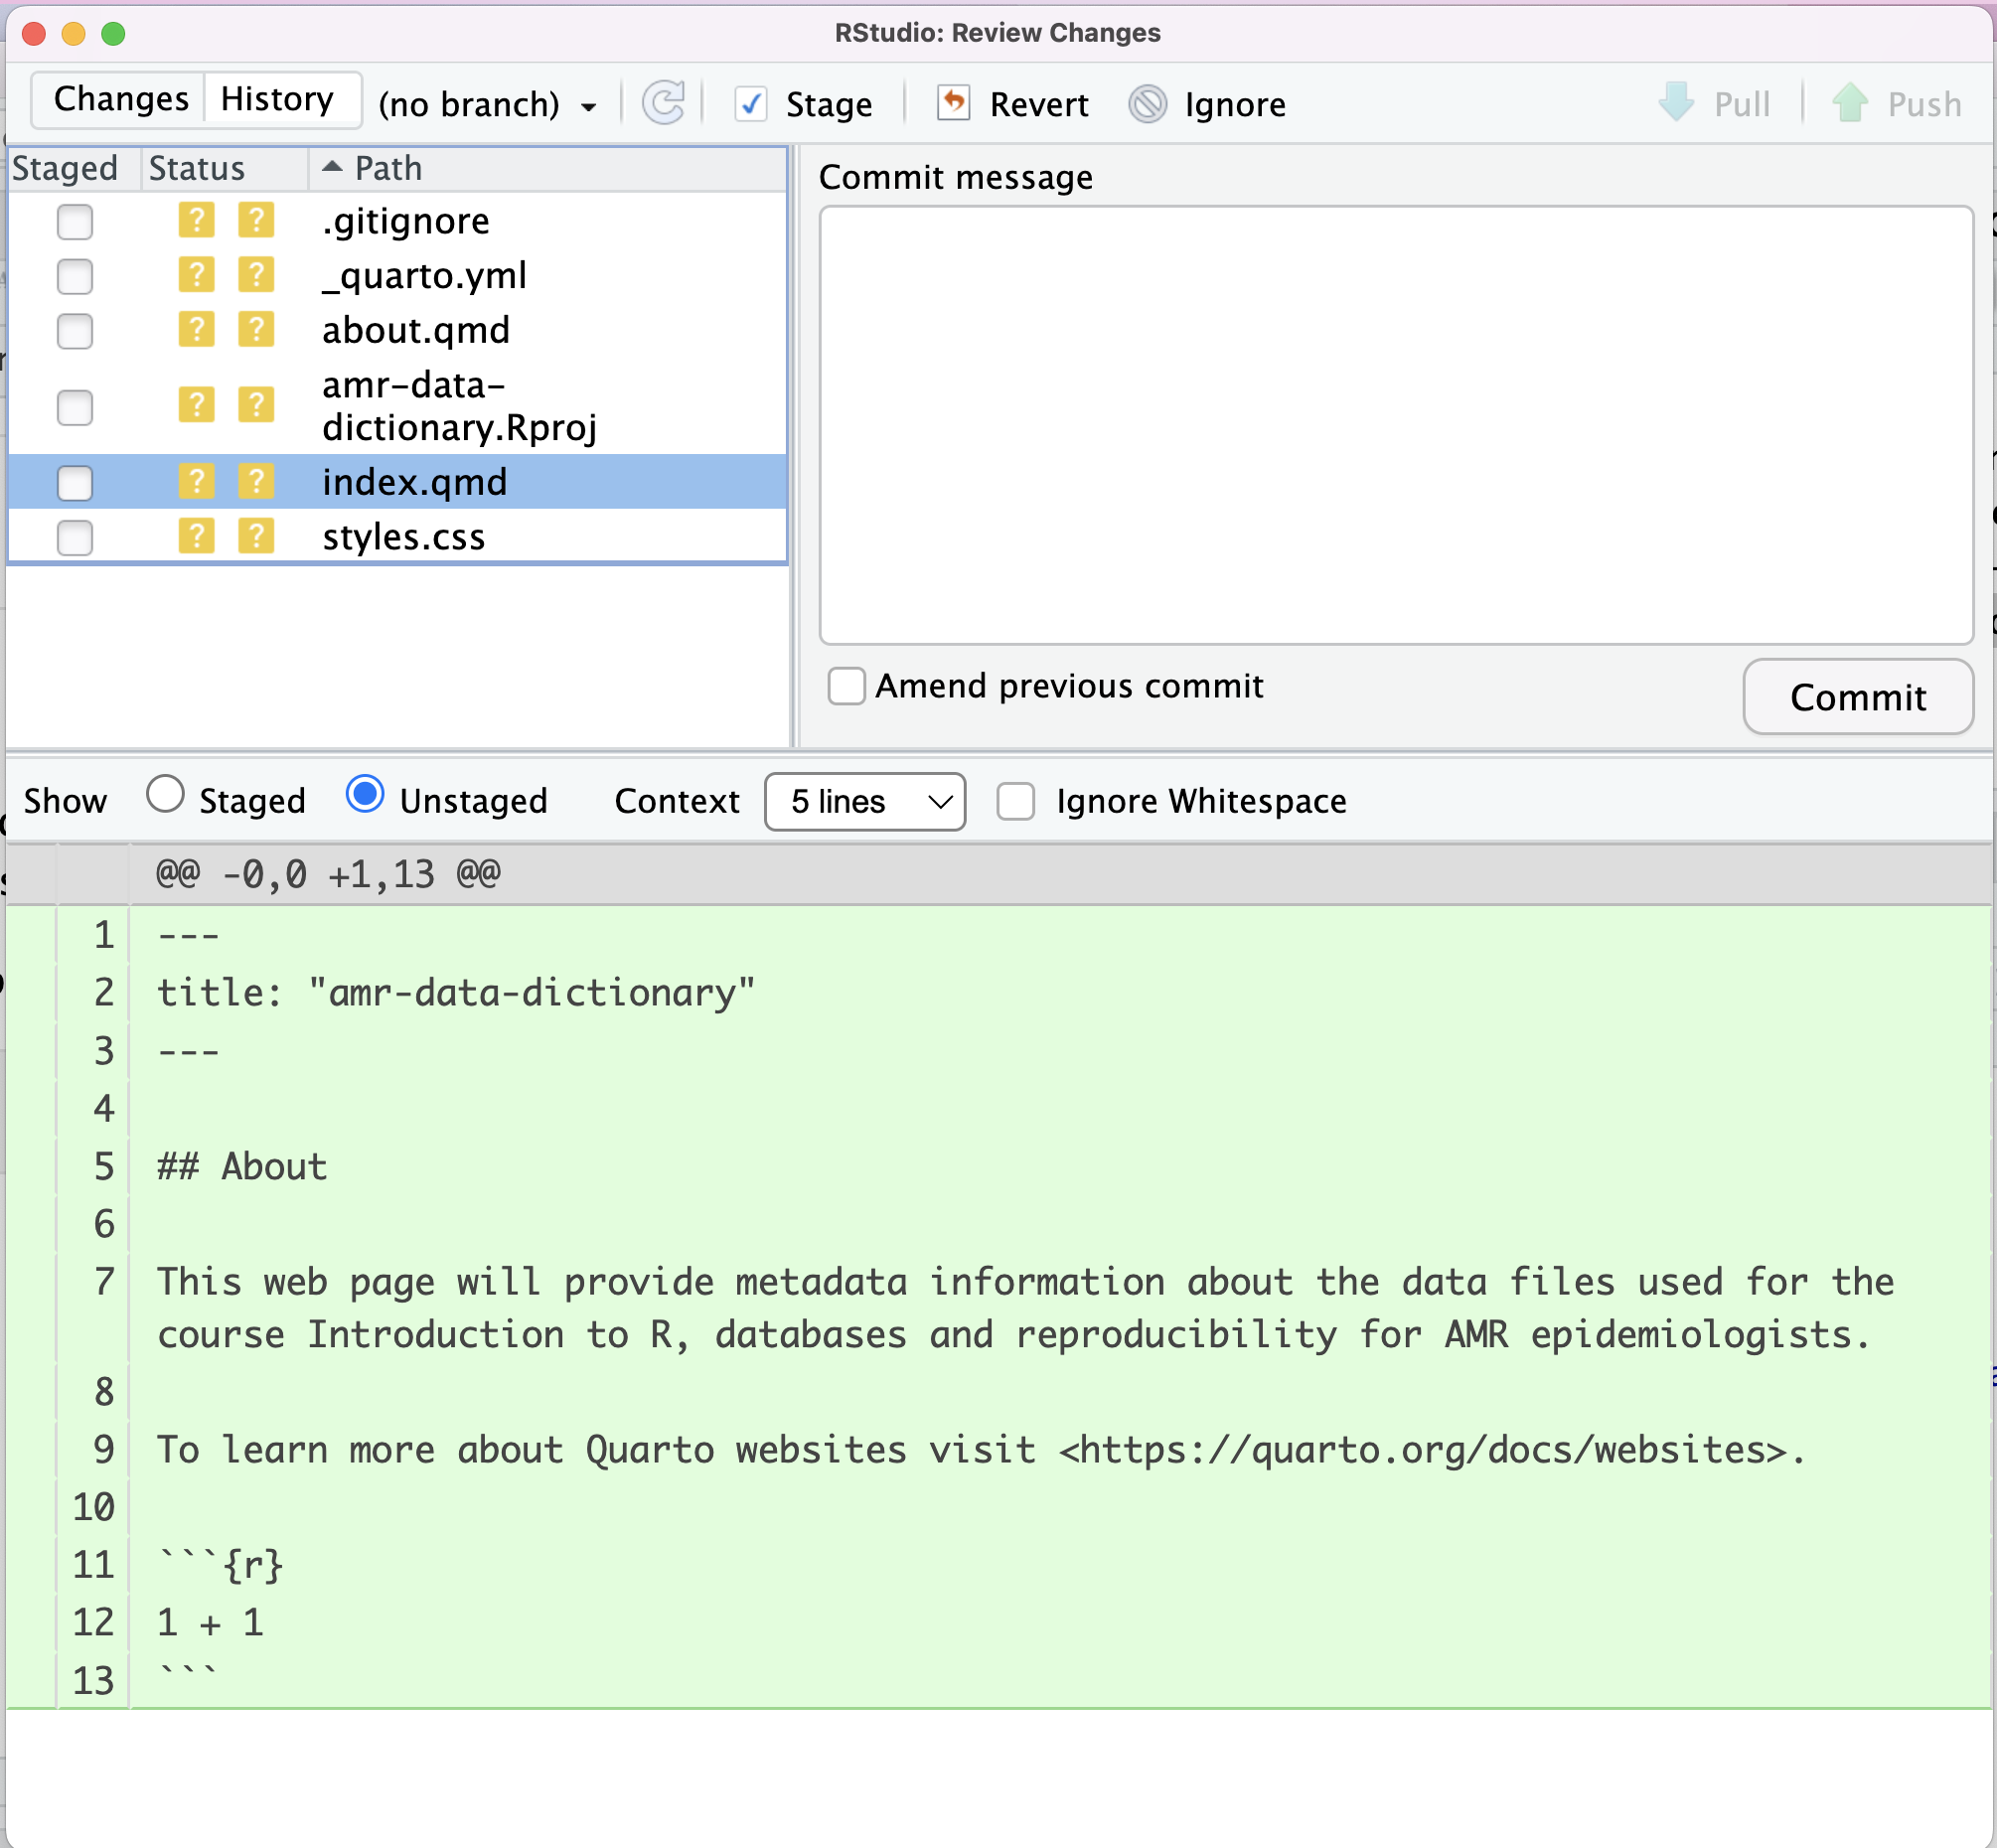 RStudio: Review Changes
Changes History (no branch) Stage Revert Ignore Pull Push
Staged Status Path
? ? .gitignore
? ? _quarto.yml
? ? about.qmd
? ? amr-data-
dictionary.Rproj
? ? index.qmd
? ? styles.css
Commit message
Amend previous commit
Commit
Show Staged Unstaged Context 5 lines Ignore Whitespace
@@ -0,0 +1,13 @@
1 ---
2 title: "amr-data-dictionary"
3 ---
4
5 ## About
6
7 This web page will provide metadata information about the data files used for the
course Introduction to R, databases and reproducibility for AMR epidemiologists.
8
9 To learn more about Quarto websites visit <https://quarto.org/docs/websites>.
10
11 ```{r}
12 1 + 1
13 ```